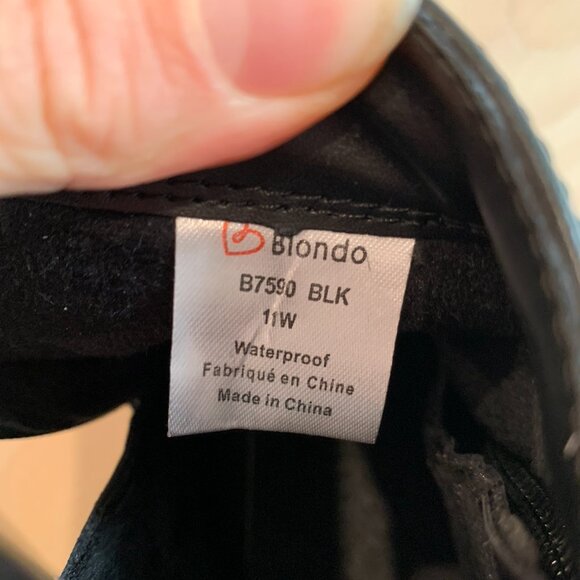 Blondo
B7590 BLK
11W
Waterproof
Fabriqué en Chine
Made in China